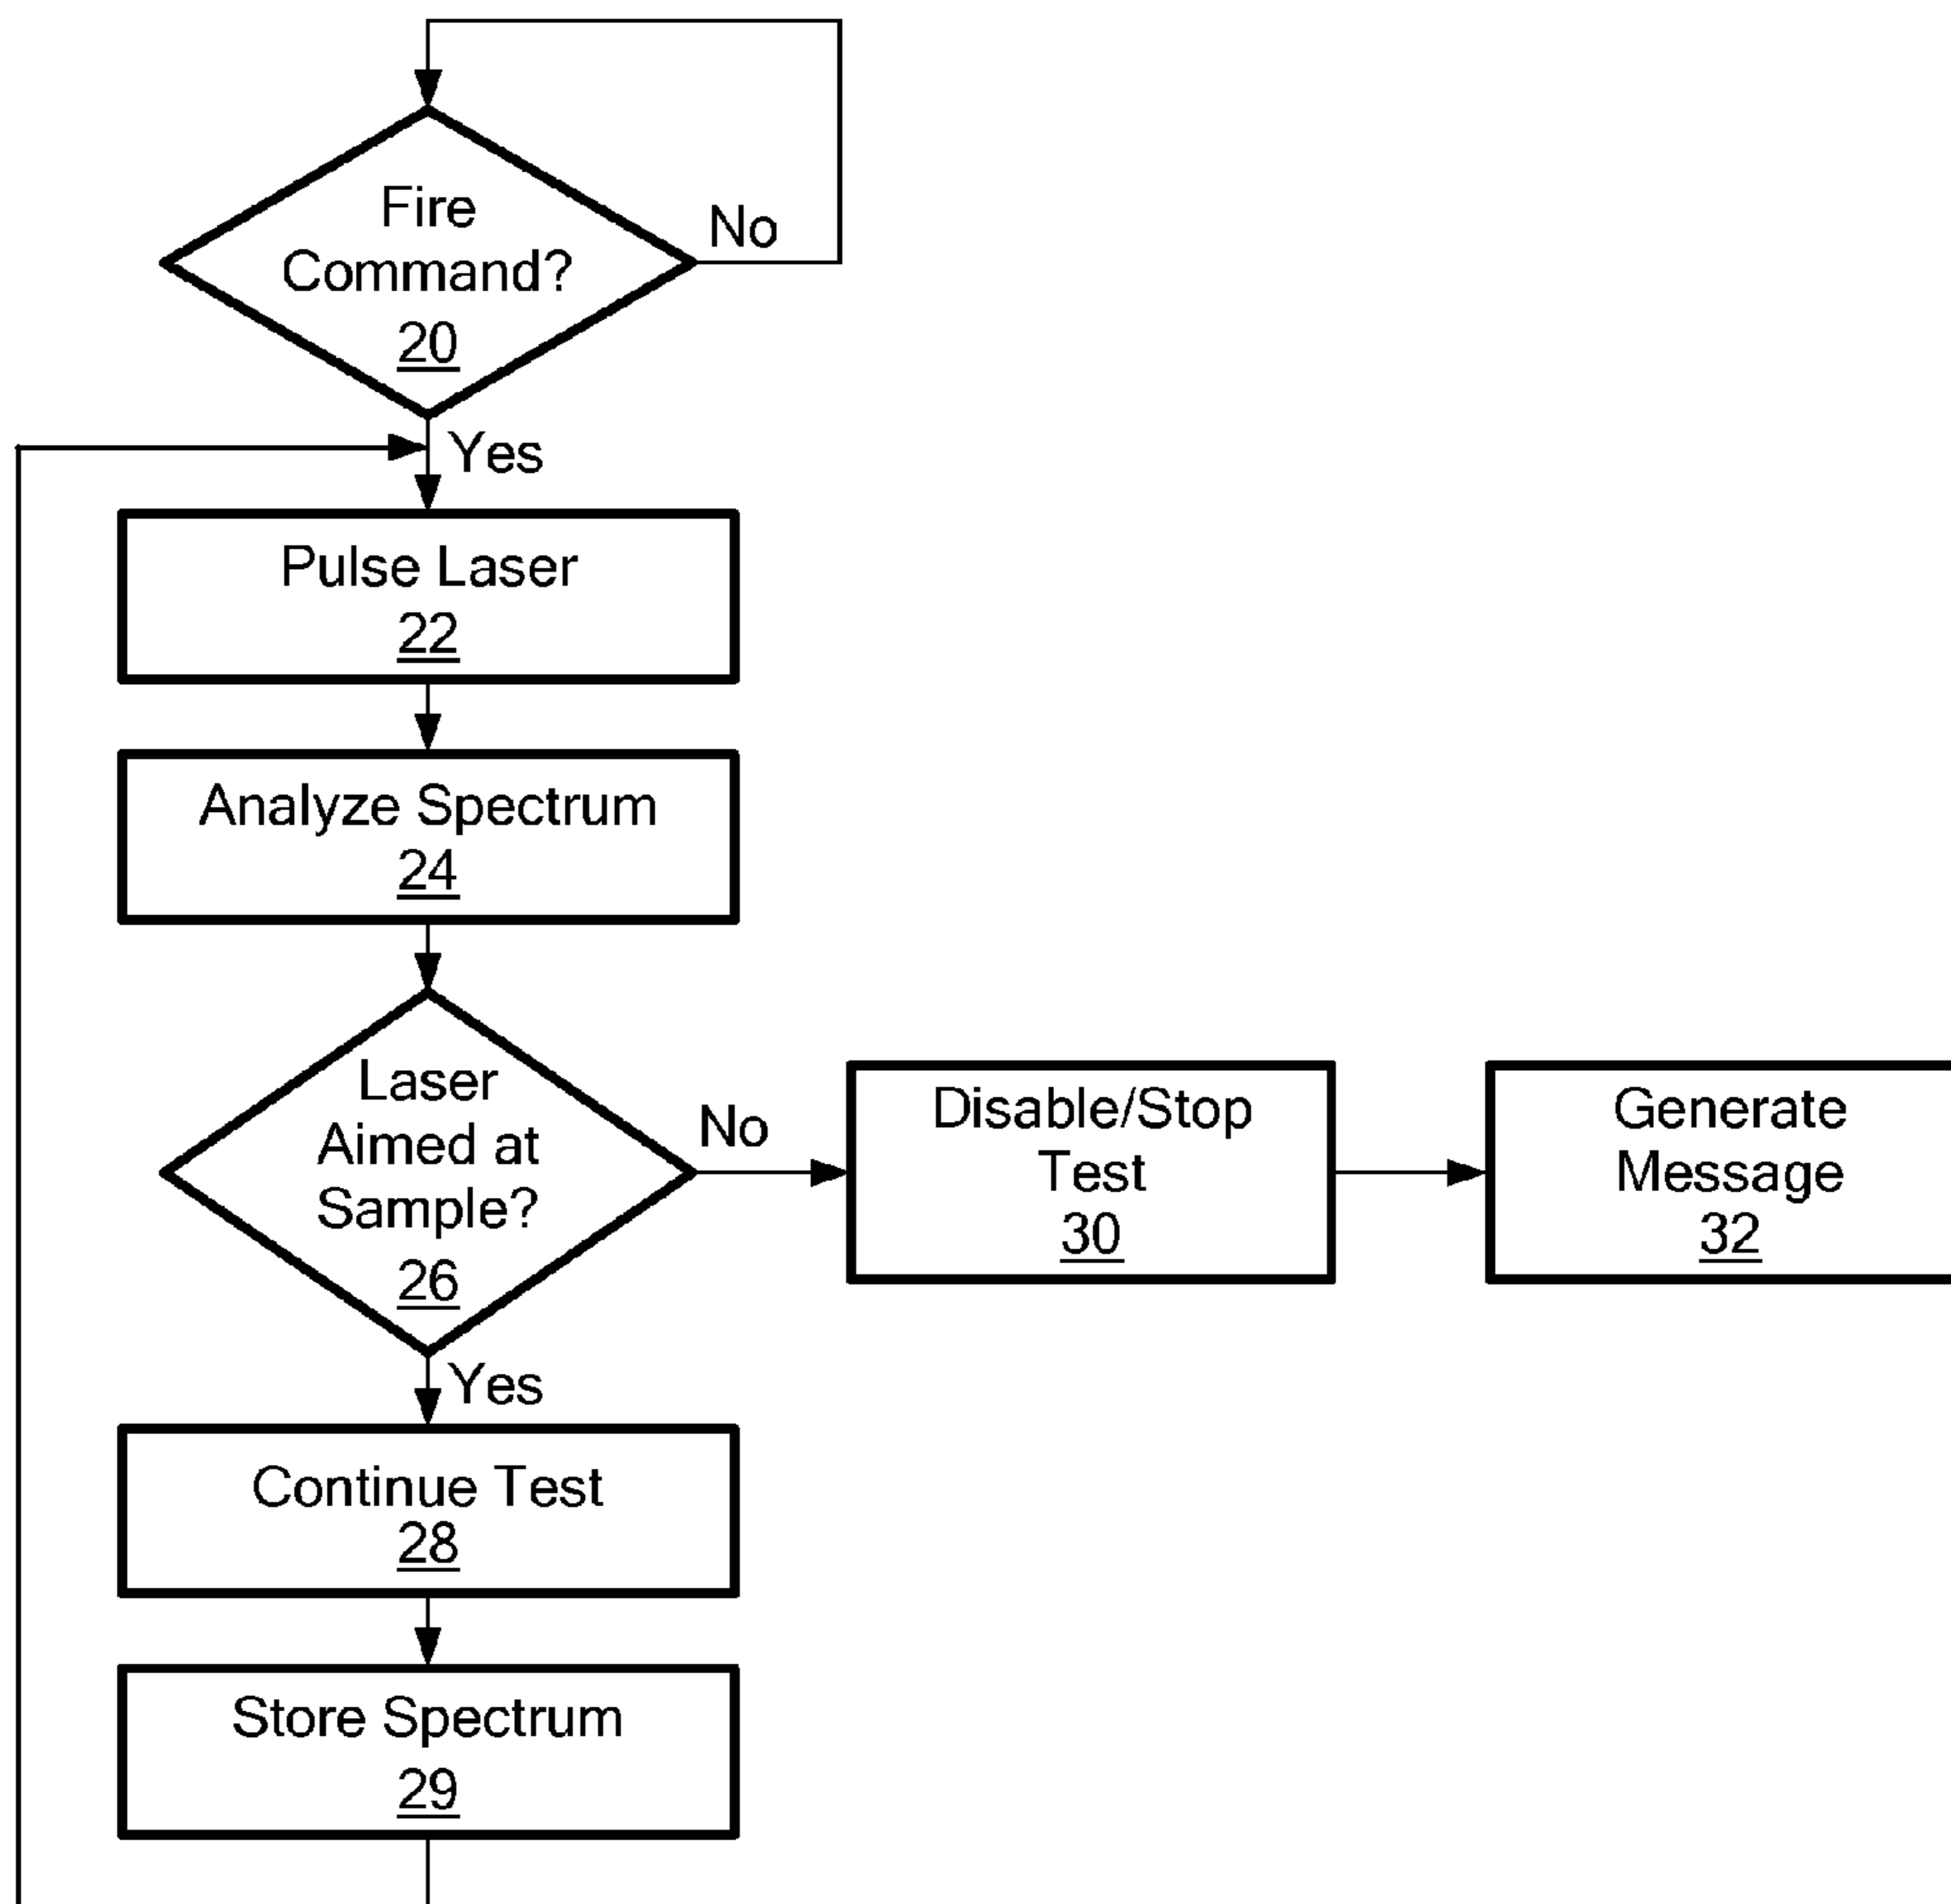 Fire
Command?
20
No
Yes
Pulse Laser
22
Analyze Spectrum
24
Laser
Aimed at
Sample?
26
No
Disable/Stop
Test
30
Generate
Message
32
Yes
Continue Test
28
Store Spectrum
29